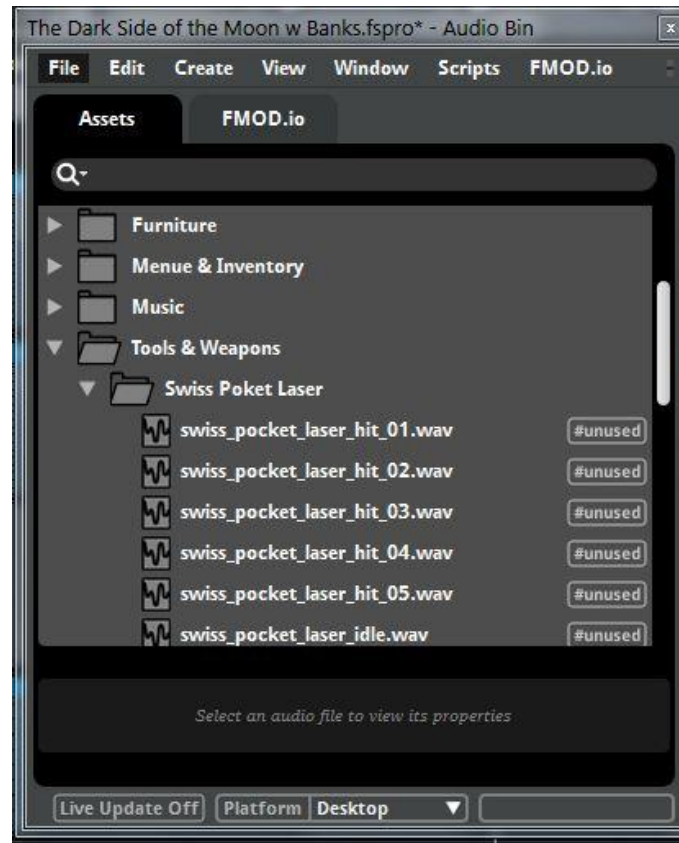 The Dark Side of the Moon w Banks.fspro* - Audio Bin
File Edit Create View Window Scripts FMOD.io
Assets FMOD.io
Furniture
Menue & Inventory
Music
Tools & Weapons
Swiss Poket Laser
swiss_pocket_laser_hit_01.wav #unused
swiss_pocket_laser_hit_02.wav #unused
swiss_pocket_laser_hit_03.wav #unused
swiss_pocket_laser_hit_04.wav #unused
swiss_pocket_laser_hit_05.wav #unused
swiss_pocket_laser_idle.wav #unused
Select an audio file to view its properties
Live Update Off Platform Desktop